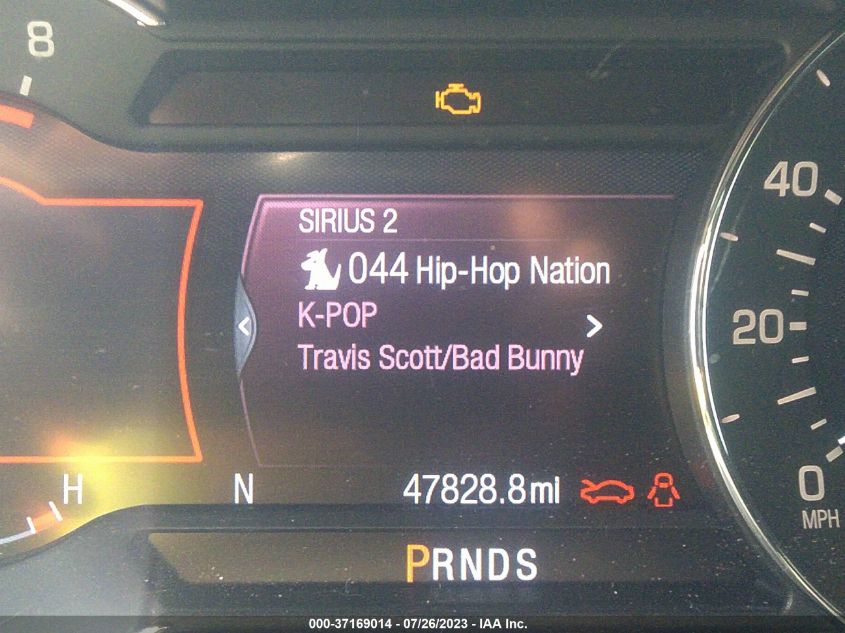 8
SIRIUS 2
044 Hip-Hop Nation
K-POP
Travis Scott/Bad Bunny
H N 47828.8mi
PRNDS
40
20
0
MPH
000-37169014 - 07/26/2023 - IAA Inc.